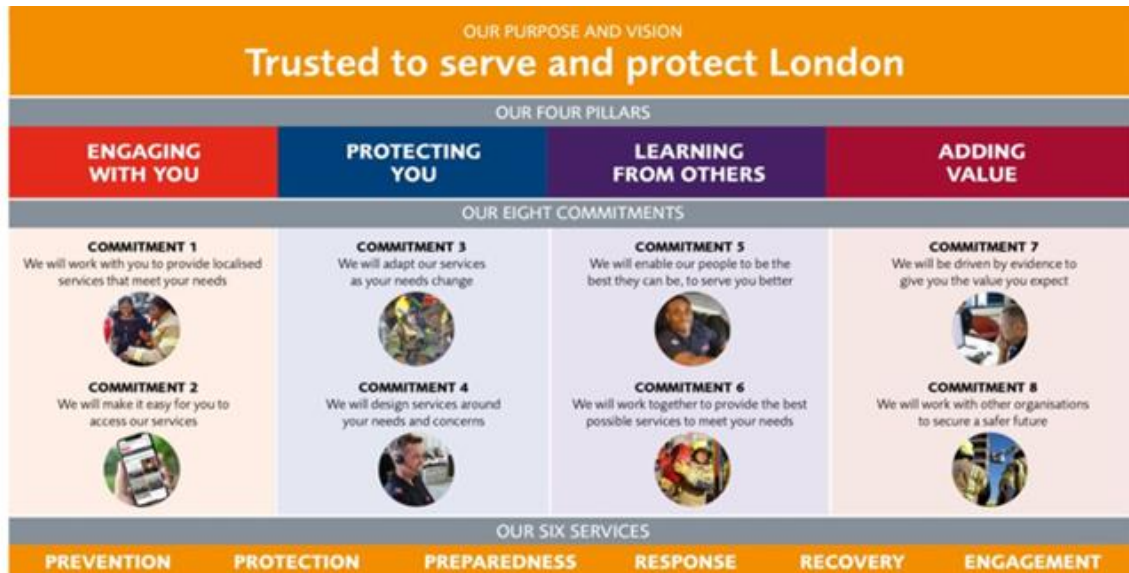 OUR PURPOSE AND VISION
Trusted to serve and protect London
OUR FOUR PILLARS
ENGAGING
WITH YOU
PROTECTING
YOU
LEARNING
FROM OTHERS
ADDING
VALUE
OUR EIGHT COMMITMENTS
COMMITMENT 1
We will work with you to provide localised
services that meet your needs
COMMITMENT 2
We will make it easy for you to
access our services
COMMITMENT 3
We will adapt our services
as your needs change
COMMITMENT 4
We will design services around
your needs and concerns
COMMITMENT 5
We will enable our people to be the
best they can be, to serve you better
COMMITMENT 6
We will work together to provide the best
possible services to meet your needs
COMMITMENT 7
We will be driven by evidence to
give you the value you expect
COMMITMENT 8
We will work with other organisations
to secure a safer future
OUR SIX SERVICES
PREVENTION PROTECTION PREPAREDNESS RESPONSE RECOVERY ENGAGEMENT